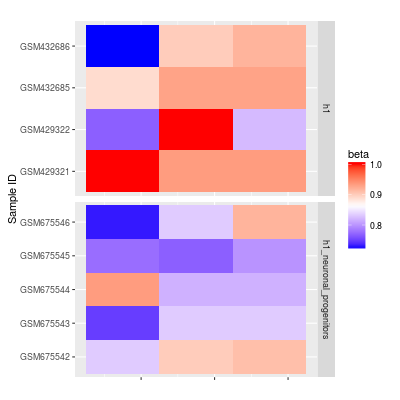 GSM432686
GSM432685
GSM429322
GSM429321
h1
GSM675546
GSM675545
GSM675544
GSM675543
GSM675542
h1_neuronal_progenitors
Sample ID
beta
1.0
0.9
0.8